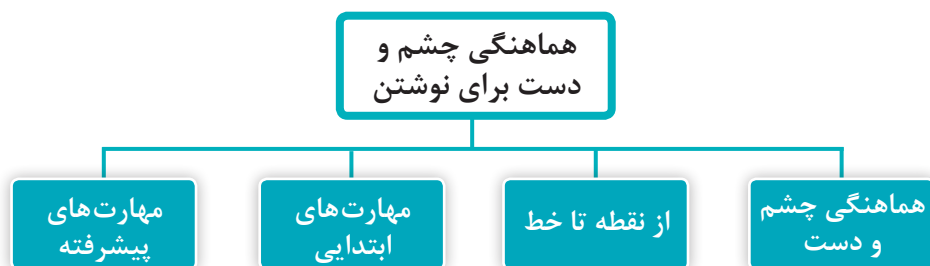 هماهنگی چشم و
دست برای نوشتن
هماهنگی چشم
و دست
از نقطه تا خط
مهارت‌های
ابتدایی
مهارت‌های
پیشرفته